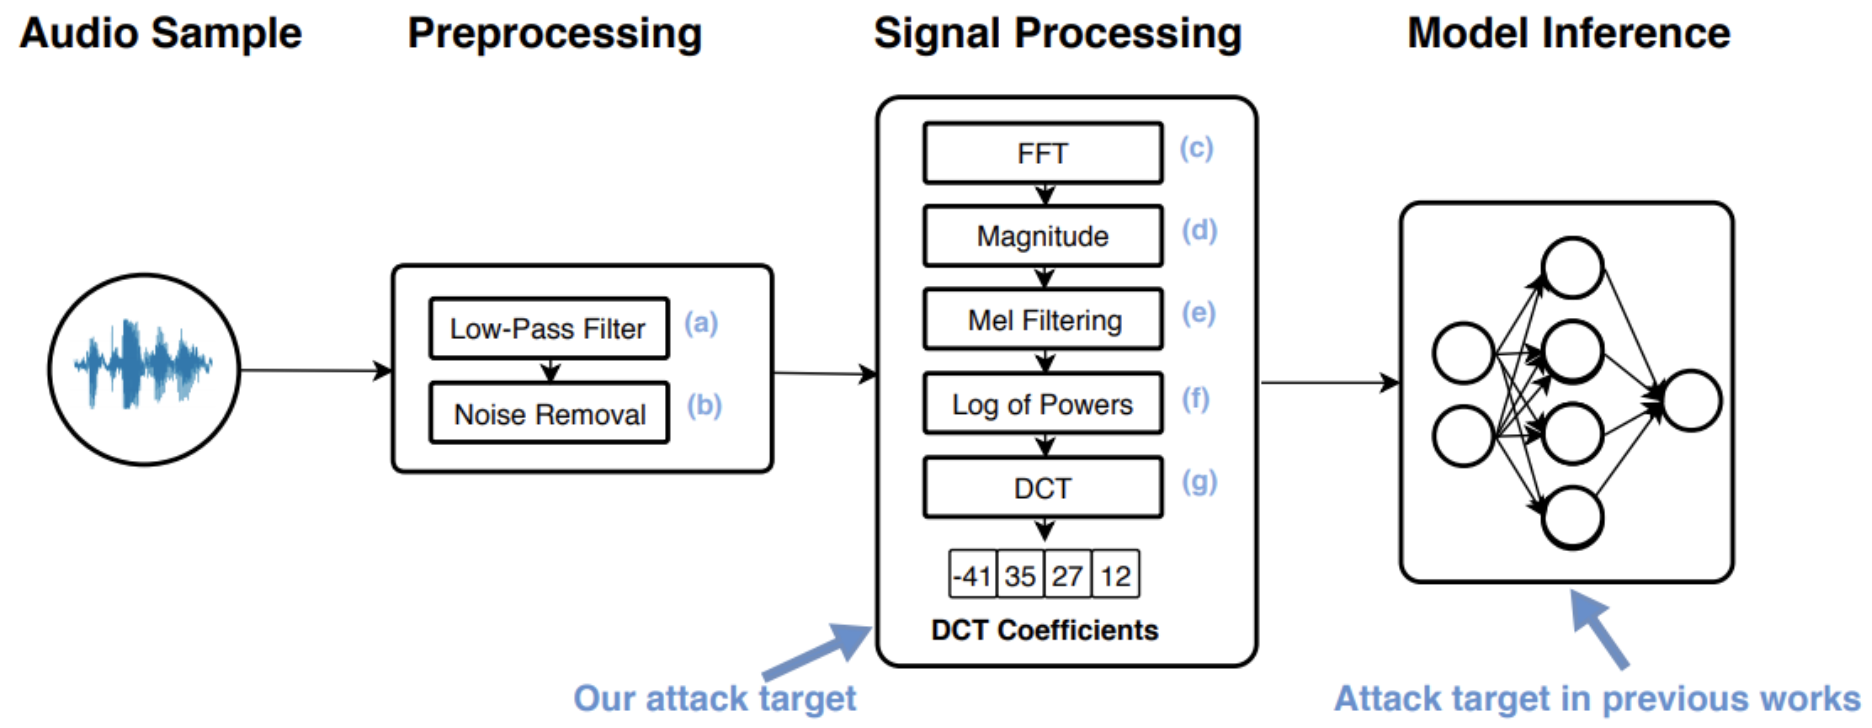 Audio Sample
Preprocessing
Signal Processing
Model Inference
Low-Pass Filter (a)
Noise Removal (b)
FFT (c)
Magnitude (d)
Mel Filtering (e)
Log of Powers (f)
DCT (g)
-41 35 27 12
DCT Coefficients
Our attack target
Attack target in previous works